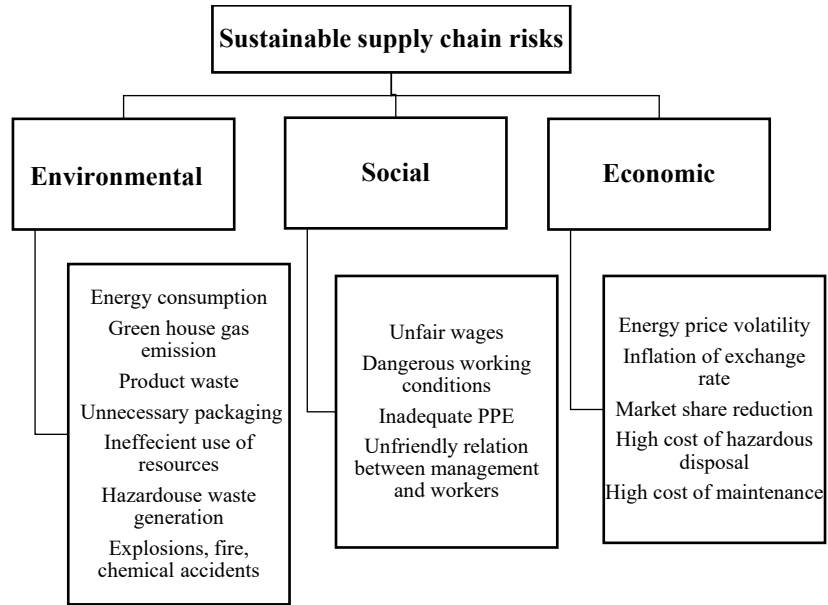 Sustainable supply chain risks
Environmental
Social
Economic
Energy consumption
Green house gas
emission
Product waste
Unnecessary packaging
Ineffecient use of
resources
Hazardouse waste
generation
Explosions, fire,
chemical accidents
Unfair wages
Dangerous working
conditions
Inadequate PPE
Unfriendly relation
between management
and workers
Energy price volatility
Inflation of exchange
rate
Market share reduction
High cost of hazardous
disposal
High cost of maintenance